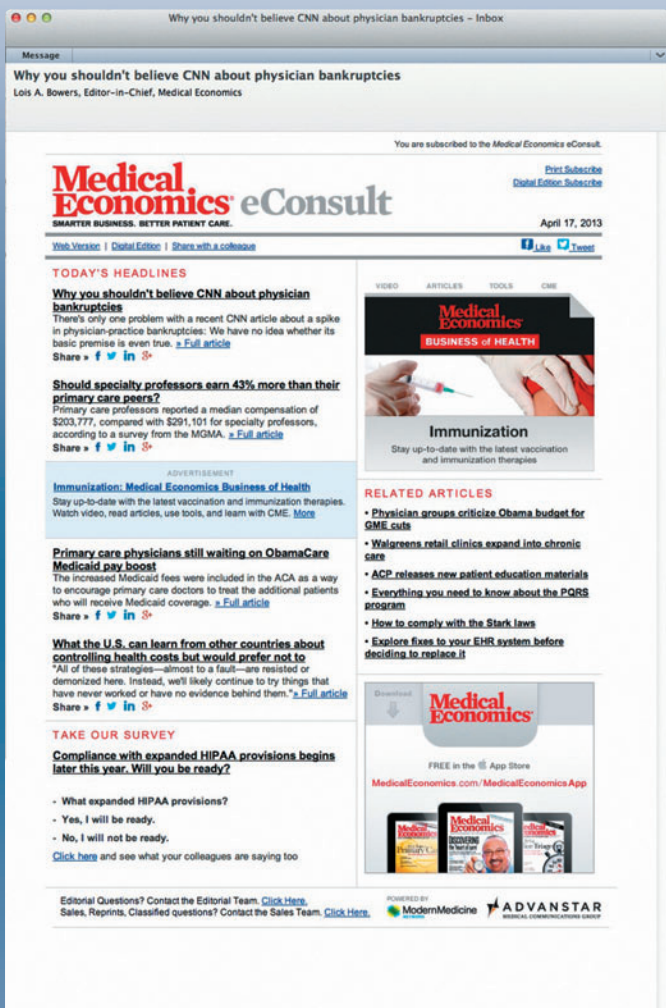 Why you shouldn't believe CNN about physician bankruptcies – Inbox
Message
Why you shouldn't believe CNN about physician bankruptcies
Lois A. Bowers, Editor-in-Chief, Medical Economics
You are subscribed to the Medical Economics eConsult.
Medical
Economics® eConsult
SMARTER BUSINESS. BETTER PATIENT CARE.
Print Subscribe
Digital Edition Subscribe
April 17, 2013
Web Version | Digital Edition | Share with a colleague
Like Tweet
TODAY'S HEADLINES
Why you shouldn't believe CNN about physician
bankruptcies
There's only one problem with a recent CNN article about a spike
in physician-practice bankruptcies: We have no idea whether its
basic premise is even true. » Full article
Share »
Should specialty professors earn 43% more than their
primary care peers?
Primary care professors reported a median compensation of
$203,777, compared with $291,101 for specialty professors,
according to a survey from the MGMA. » Full article
Share »
ADVERTISEMENT
Immunization: Medical Economics Business of Health
Stay up-to-date with the latest vaccination and immunization therapies.
Watch video, read articles, use tools, and learn with CME. More
Primary care physicians still waiting on ObamaCare
Medicaid pay boost
The increased Medicaid fees were included in the ACA as a way
to encourage primary care doctors to treat the additional patients
who will receive Medicaid coverage. » Full article
Share »
What the U.S. can learn from other countries about
controlling health costs but would prefer not to
"All of these strategies—almost to a fault—are resisted or
demonized here. Instead, we'll likely continue to try things that
have never worked or have no evidence behind them."» Full article
Share »
TAKE OUR SURVEY
Compliance with expanded HIPAA provisions begins
later this year. Will you be ready?
- What expanded HIPAA provisions?
- Yes, I will be ready.
- No, I will not be ready.
Click here and see what your colleagues are saying too
VIDEO ARTICLES TOOLS CME
Medical
Economics
BUSINESS of HEALTH
Immunization
Stay up-to-date with the latest vaccination
and immunization therapies
RELATED ARTICLES
• Physician groups criticize Obama budget for
GME cuts
• Walgreens retail clinics expand into chronic
care
• ACP releases new patient education materials
• Everything you need to know about the PQRS
program
• How to comply with the Stark laws
• Explore fixes to your EHR system before
deciding to replace it
Download
Medical
Economics
FREE in the App Store
MedicalEconomics.com/MedicalEconomicsApp
Medical
Economics
DISCOVERING
Editorial Questions? Contact the Editorial Team. Click Here.
Sales, Reprints, Classified questions? Contact the Sales Team. Click Here.
POWERED BY
ModernMedicine
ADVANSTAR
MEDICAL COMMUNICATIONS GROUP